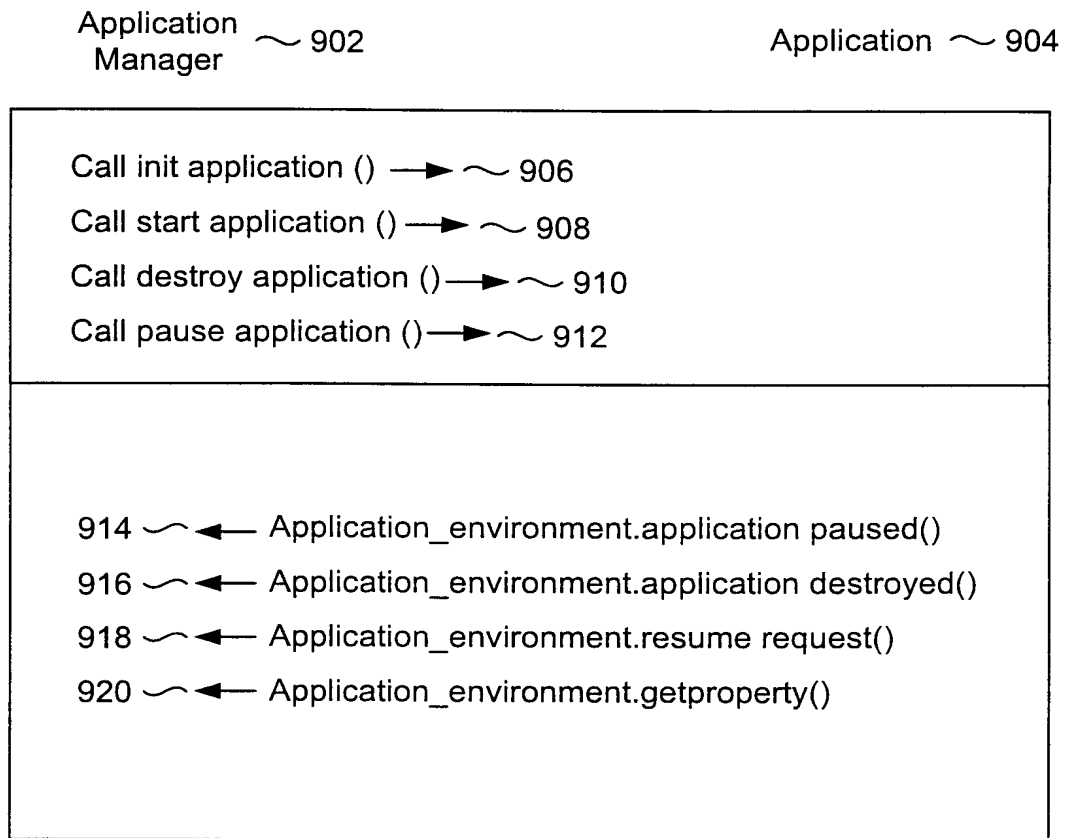 Application
Manager 902
Application 904
Call init application () 906
Call start application () 908
Call destroy application () 910
Call pause application () 912
914 Application_environment.application paused()
916 Application_environment.application destroyed()
918 Application_environment.resume request()
920 Application_environment.getproperty()